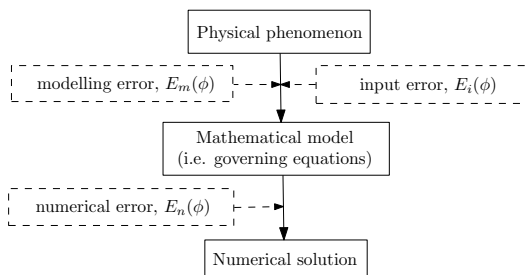 Physical phenomenon
modelling error, $E_m(\phi)$
input error, $E_i(\phi)$
Mathematical model
(i.e. governing equations)
numerical error, $E_n(\phi)$
Numerical solution